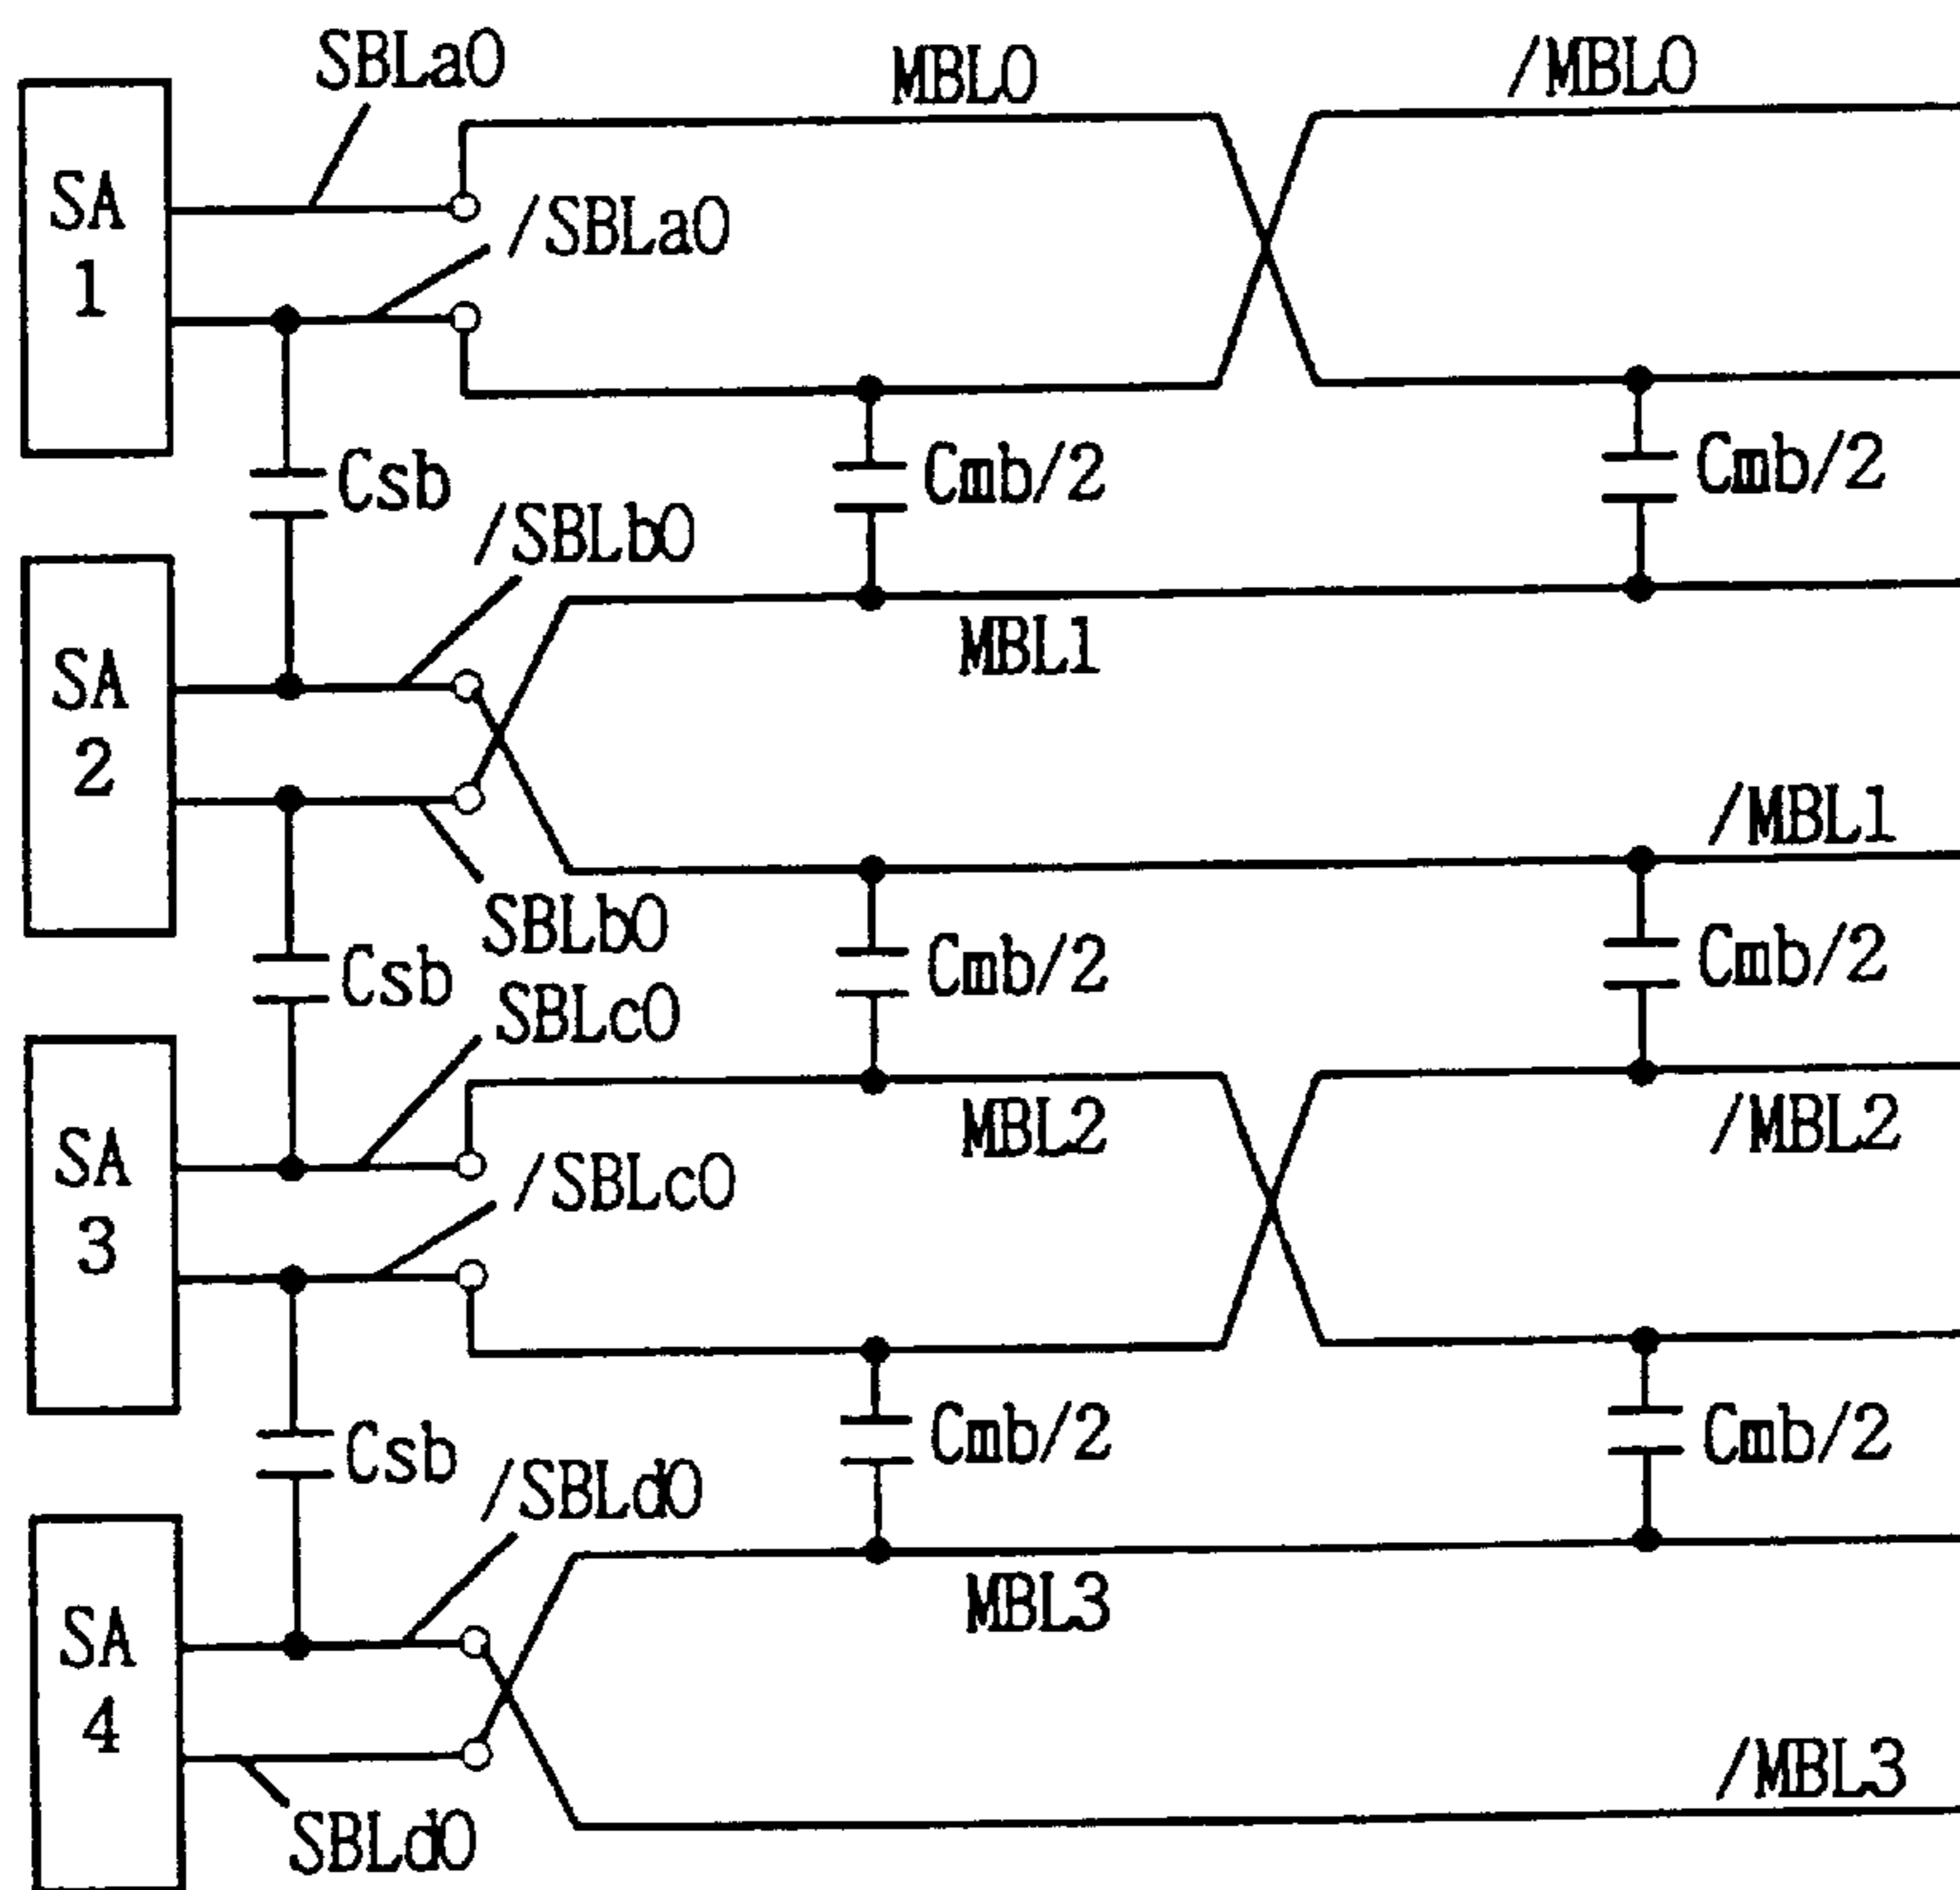 SBLa0
MBL0
/MBL0
SA
1
/SBLa0
Csb
Cmb/2
Cmb/2
/SBLb0
SA
2
MBL1
/MBL1
SBLb0
Csb
Cmb/2
Cmb/2
SBLc0
SA
3
MBL2
/MBL2
/SBLc0
Csb
Cmb/2
Cmb/2
/SBLd0
SA
4
MBL3
/MBL3
SBLd0